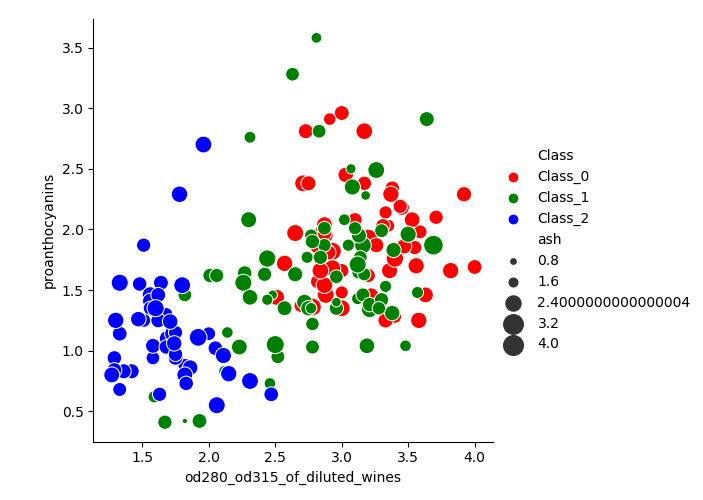 3.5
3.0
2.5
2.0
1.5
1.0
0.5
proanthocyanins
1.5
2.0
2.5
3.0
3.5
4.0
od280_od315_of_diluted_wines
Class
Class_0
Class_1
Class_2
ash
0.8
1.6
2.4000000000000004
3.2
4.0